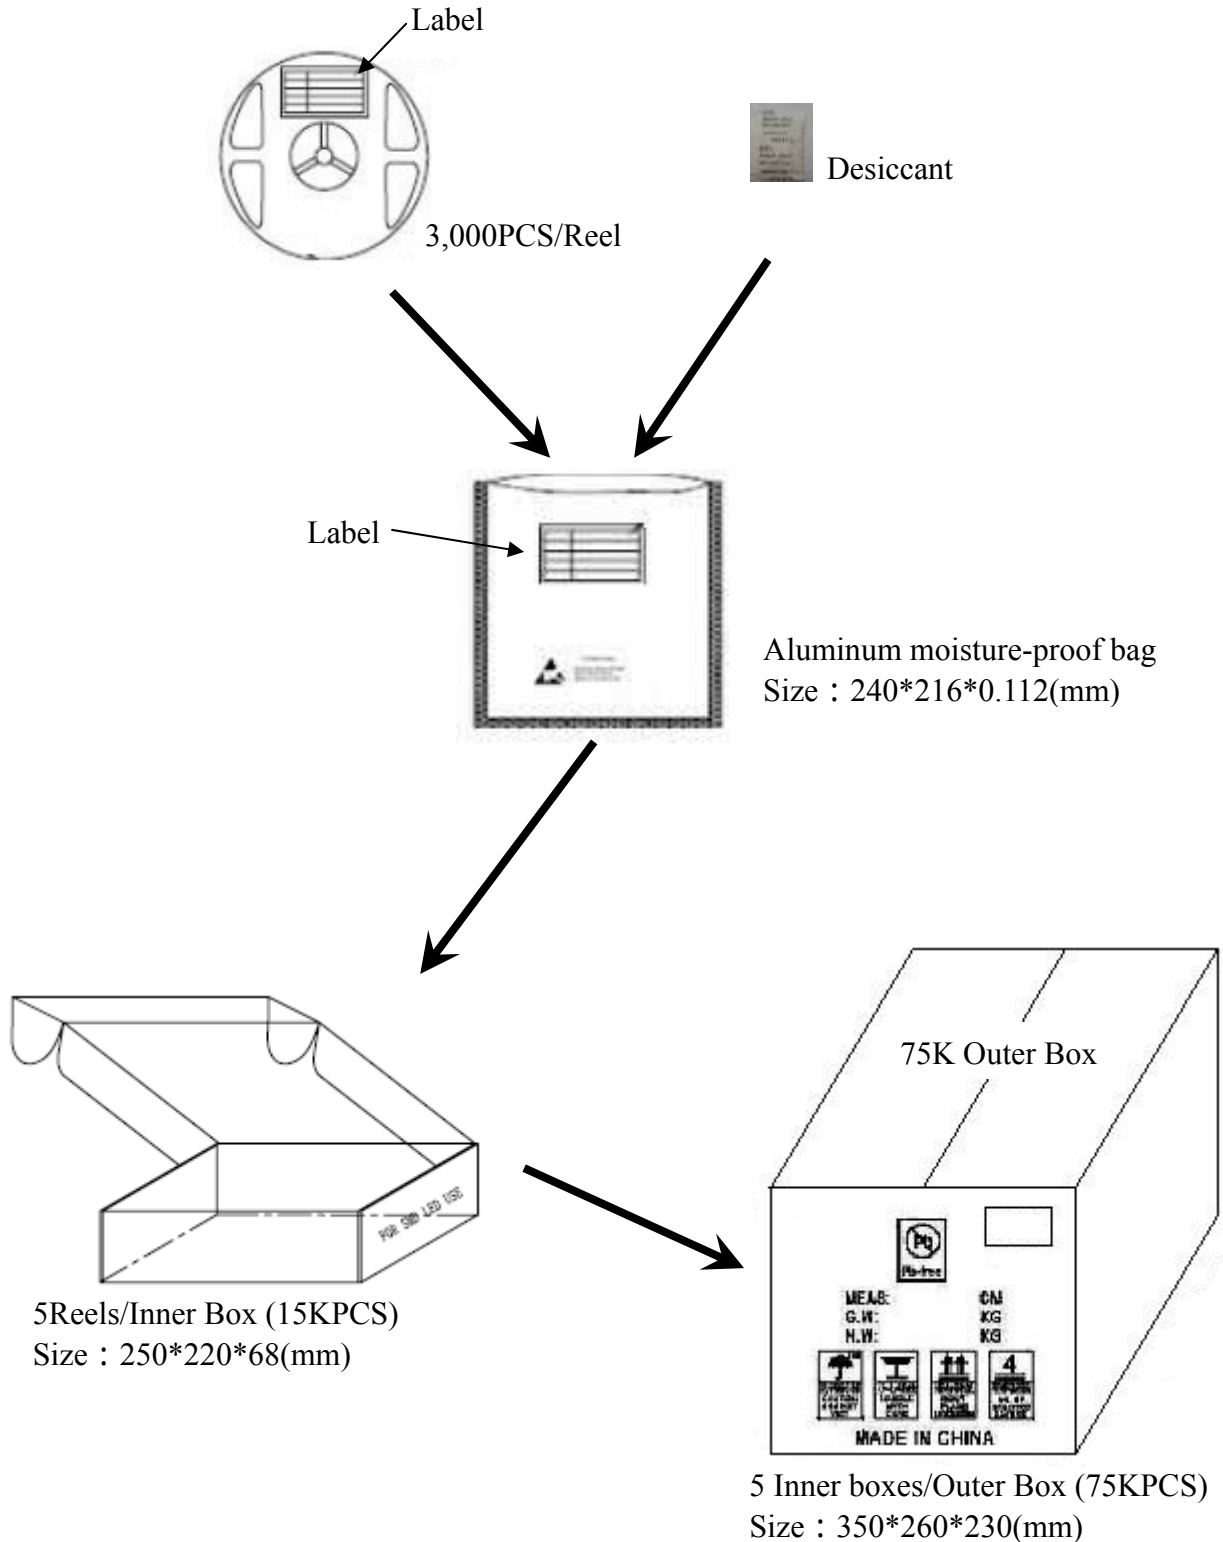 Label
Desiccant
3,000PCS/Reel
Label
Aluminum moisture-proof bag
Size：240*216*0.112(mm)
75K Outer Box
FOR SMD LED USE
5Reels/Inner Box (15KPCS)
Size：250*220*68(mm)
Pb
Pb-free
MEAS: CM
G.W: KG
N.W: KG
4
MADE IN CHINA
5 Inner boxes/Outer Box (75KPCS)
Size：350*260*230(mm)